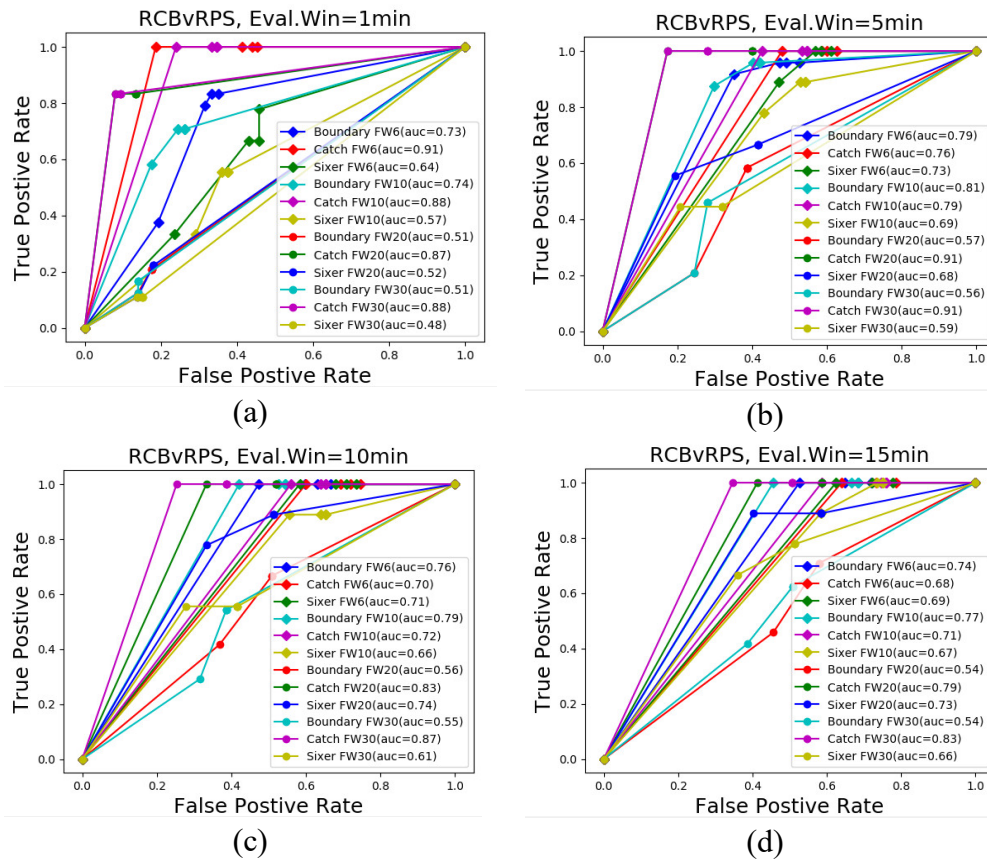 RCBvRPS, Eval.Win=1min
True Postive Rate
1.0
0.8
0.6
0.4
0.2
0.0
Boundary FW6(auc=0.73)
Catch FW6(auc=0.91)
Sixer FW6(auc=0.64)
Boundary FW10(auc=0.74)
Catch FW10(auc=0.88)
Sixer FW10(auc=0.57)
Boundary FW20(auc=0.51)
Catch FW20(auc=0.87)
Sixer FW20(auc=0.52)
Boundary FW30(auc=0.51)
Catch FW30(auc=0.88)
Sixer FW30(auc=0.48)
0.0 0.2 0.4 0.6 0.8 1.0
False Postive Rate
(a)
RCBvRPS, Eval.Win=5min
True Postive Rate
1.0
0.8
0.6
0.4
0.2
0.0
Boundary FW6(auc=0.79)
Catch FW6(auc=0.76)
Sixer FW6(auc=0.73)
Boundary FW10(auc=0.81)
Catch FW10(auc=0.79)
Sixer FW10(auc=0.69)
Boundary FW20(auc=0.57)
Catch FW20(auc=0.91)
Sixer FW20(auc=0.68)
Boundary FW30(auc=0.56)
Catch FW30(auc=0.91)
Sixer FW30(auc=0.59)
0.0 0.2 0.4 0.6 0.8 1.0
False Postive Rate
(b)
RCBvRPS, Eval.Win=10min
True Postive Rate
1.0
0.8
0.6
0.4
0.2
0.0
Boundary FW6(auc=0.76)
Catch FW6(auc=0.70)
Sixer FW6(auc=0.71)
Boundary FW10(auc=0.79)
Catch FW10(auc=0.72)
Sixer FW10(auc=0.66)
Boundary FW20(auc=0.56)
Catch FW20(auc=0.83)
Sixer FW20(auc=0.74)
Boundary FW30(auc=0.55)
Catch FW30(auc=0.87)
Sixer FW30(auc=0.61)
0.0 0.2 0.4 0.6 0.8 1.0
False Postive Rate
(c)
RCBvRPS, Eval.Win=15min
True Postive Rate
1.0
0.8
0.6
0.4
0.2
0.0
Boundary FW6(auc=0.74)
Catch FW6(auc=0.68)
Sixer FW6(auc=0.69)
Boundary FW10(auc=0.77)
Catch FW10(auc=0.71)
Sixer FW10(auc=0.67)
Boundary FW20(auc=0.54)
Catch FW20(auc=0.79)
Sixer FW20(auc=0.73)
Boundary FW30(auc=0.54)
Catch FW30(auc=0.83)
Sixer FW30(auc=0.66)
0.0 0.2 0.4 0.6 0.8 1.0
False Postive Rate
(d)